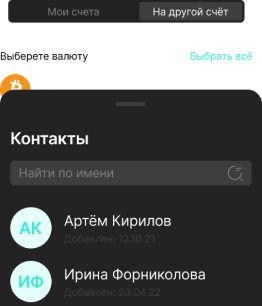 Мои счета
На другой счёт
Выберете валюту
Выбрать всё
Контакты
Найти по имени
АК
Артём Кирилов
Добавлен: 12.10.21
ИФ
Ирина Форниколова
Добавлен: 23.04.22